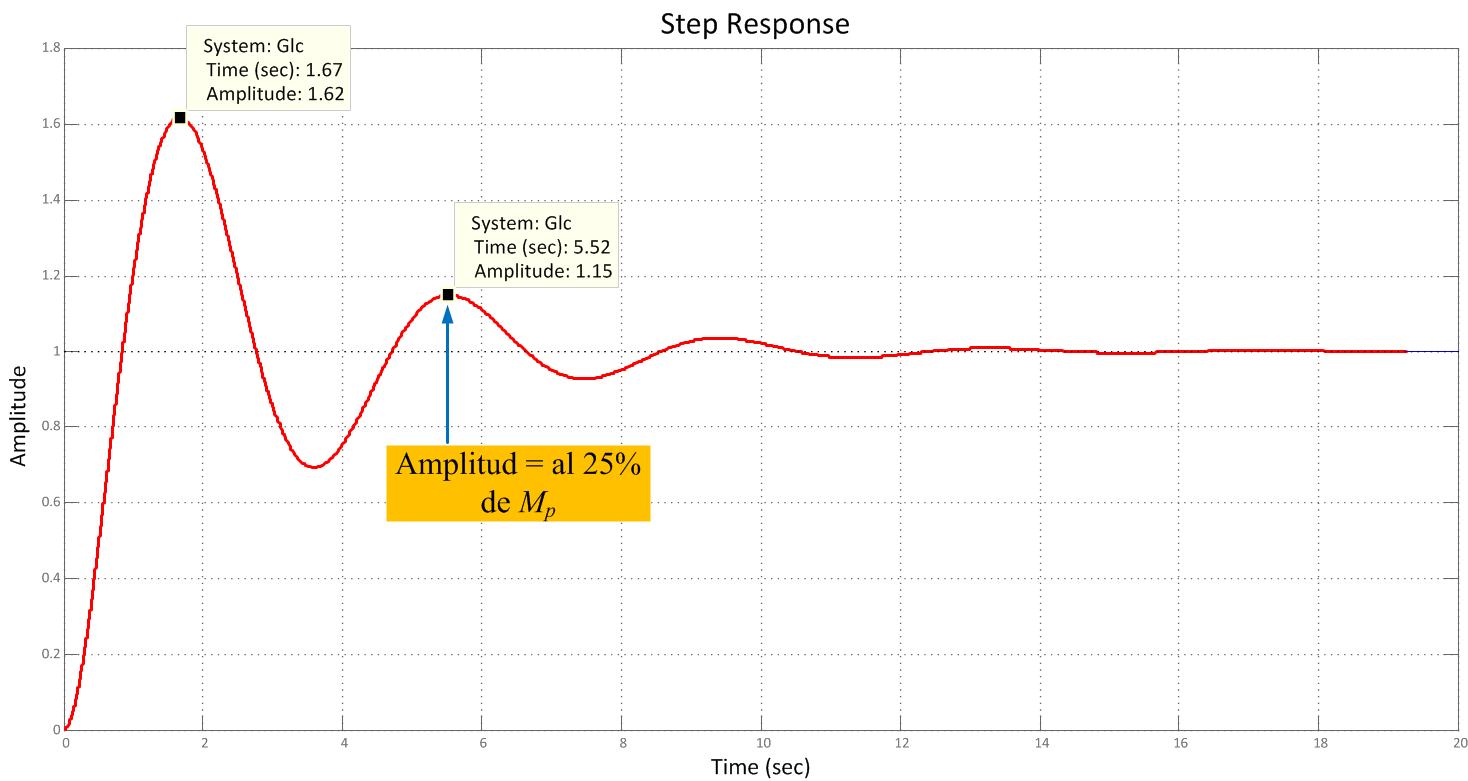 Step Response
System: Glc
Time (sec): 1.67
Amplitude: 1.62
System: Glc
Time (sec): 5.52
Amplitude: 1.15
Amplitud = al 25%
de Mp
Amplitude
1.8
1.6
1.4
1.2
1
0.8
0.6
0.4
0.2
0
0
2
4
6
8
10
12
14
16
18
20
Time (sec)